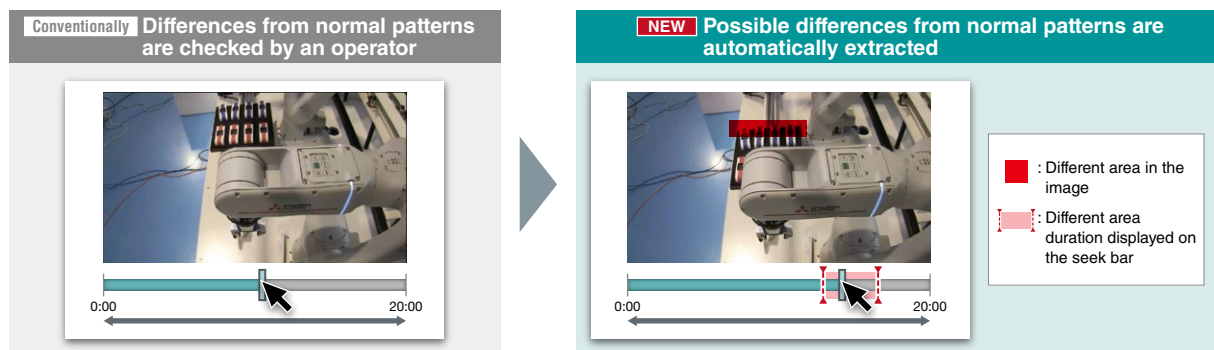 Conventionally Differences from normal patterns
are checked by an operator
0:00
20:00
NEW Possible differences from normal patterns are
automatically extracted
0:00
20:00
: Different area in the
image
: Different area
duration displayed on
the seek bar